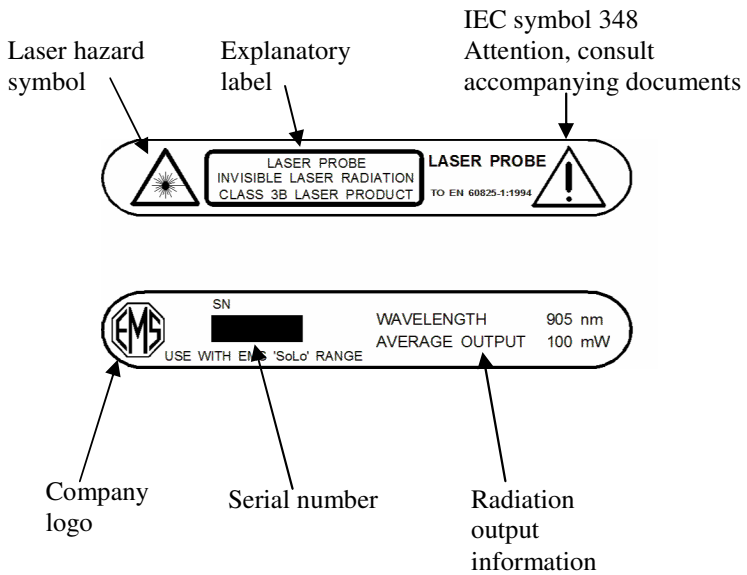 IEC symbol 348
Attention, consult
accompanying documents
Laser hazard
symbol
Explanatory
label
LASER PROBE
INVISIBLE LASER RADIATION
CLASS 3B LASER PRODUCT
LASER PROBE
TO EN 60825-1:1994
EMS
SN
USE WITH EMS 'SoLo' RANGE
WAVELENGTH 905 nm
AVERAGE OUTPUT 100 mW
Company
logo
Serial number
Radiation
output
information